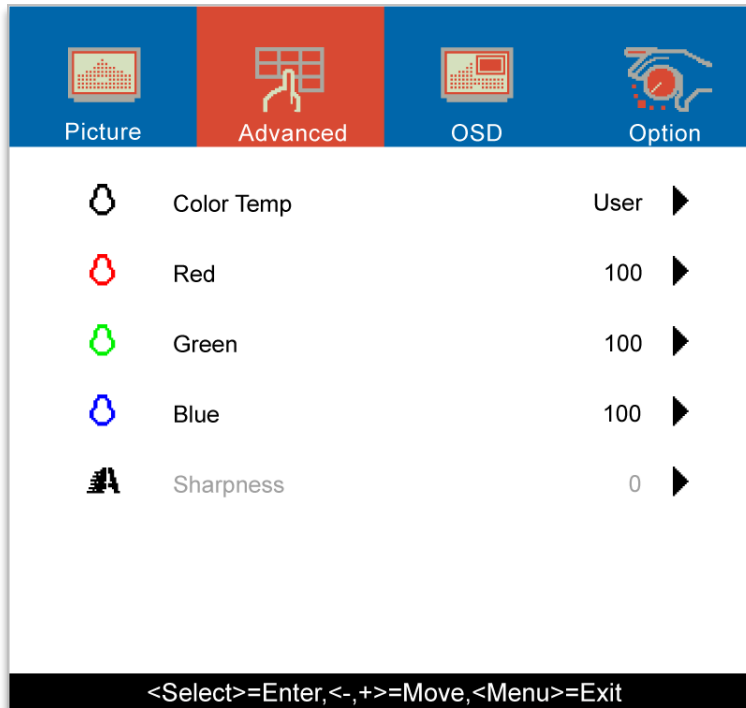 Picture Advanced OSD Option
Color Temp User
Red 100
Green 100
Blue 100
Sharpness 0
<Select>=Enter,<-,+>=Move,<Menu>=Exit